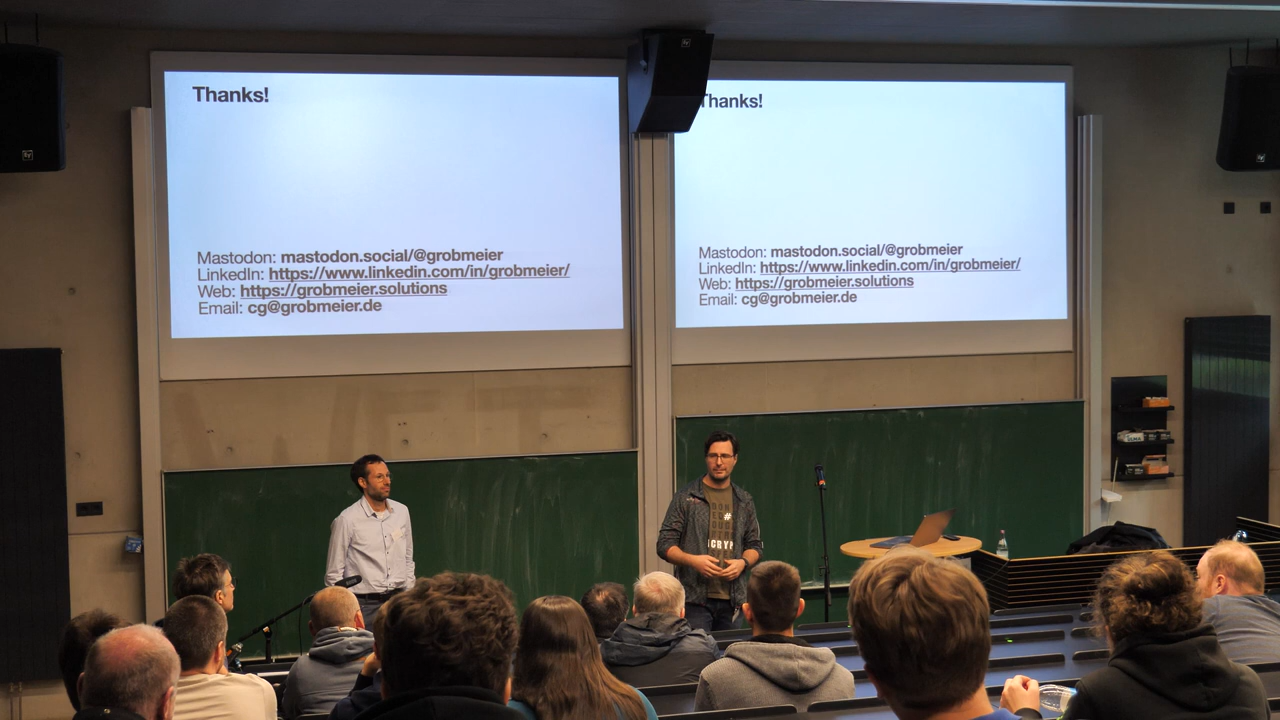 Thanks!
Mastodon: mastodon.social/@grobmeier
LinkedIn: https://www.linkedin.com/in/grobmeier/
Web: https://grobmeier.solutions
Email: cg@grobmeier.de
Thanks!
Mastodon: mastodon.social/@grobmeier
LinkedIn: https://www.linkedin.com/in/grobmeier/
Web: https://grobmeier.solutions
Email: cg@grobmeier.de